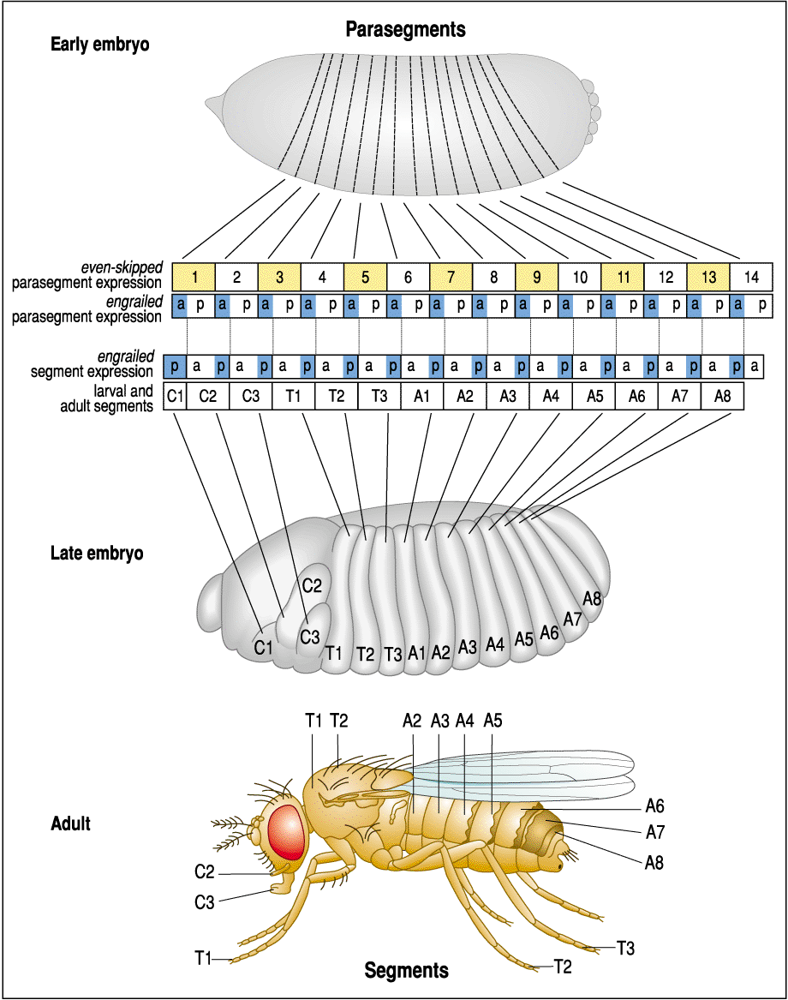 Parasegments
Early embryo
even-skipped
parasegment expression
1 2 3 4 5 6 7 8 9 10 11 12 13 14
engrailed
parasegment expression
a p a p a p a p a p a p a p a p a p a p a p a p a p a p
engrailed
segment expression
p a p a p a p a p a p a p a p a p a p a p a p a p a p a
larval and
adult segments
C1 C2 C3 T1 T2 T3 A1 A2 A3 A4 A5 A6 A7 A8
Late embryo
C2
C1
C3
T1 T2 T3 A1 A2 A3 A4 A5 A6 A7 A8
T1 T2 A2 A3 A4 A5
Adult
A6
A7
A8
C2
C3
T1
T2
T3
Segments